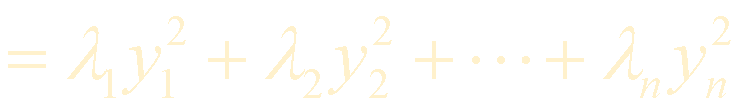 = λ₁y₁² + λ₂y₂² + ⋯ + λₙyₙ²